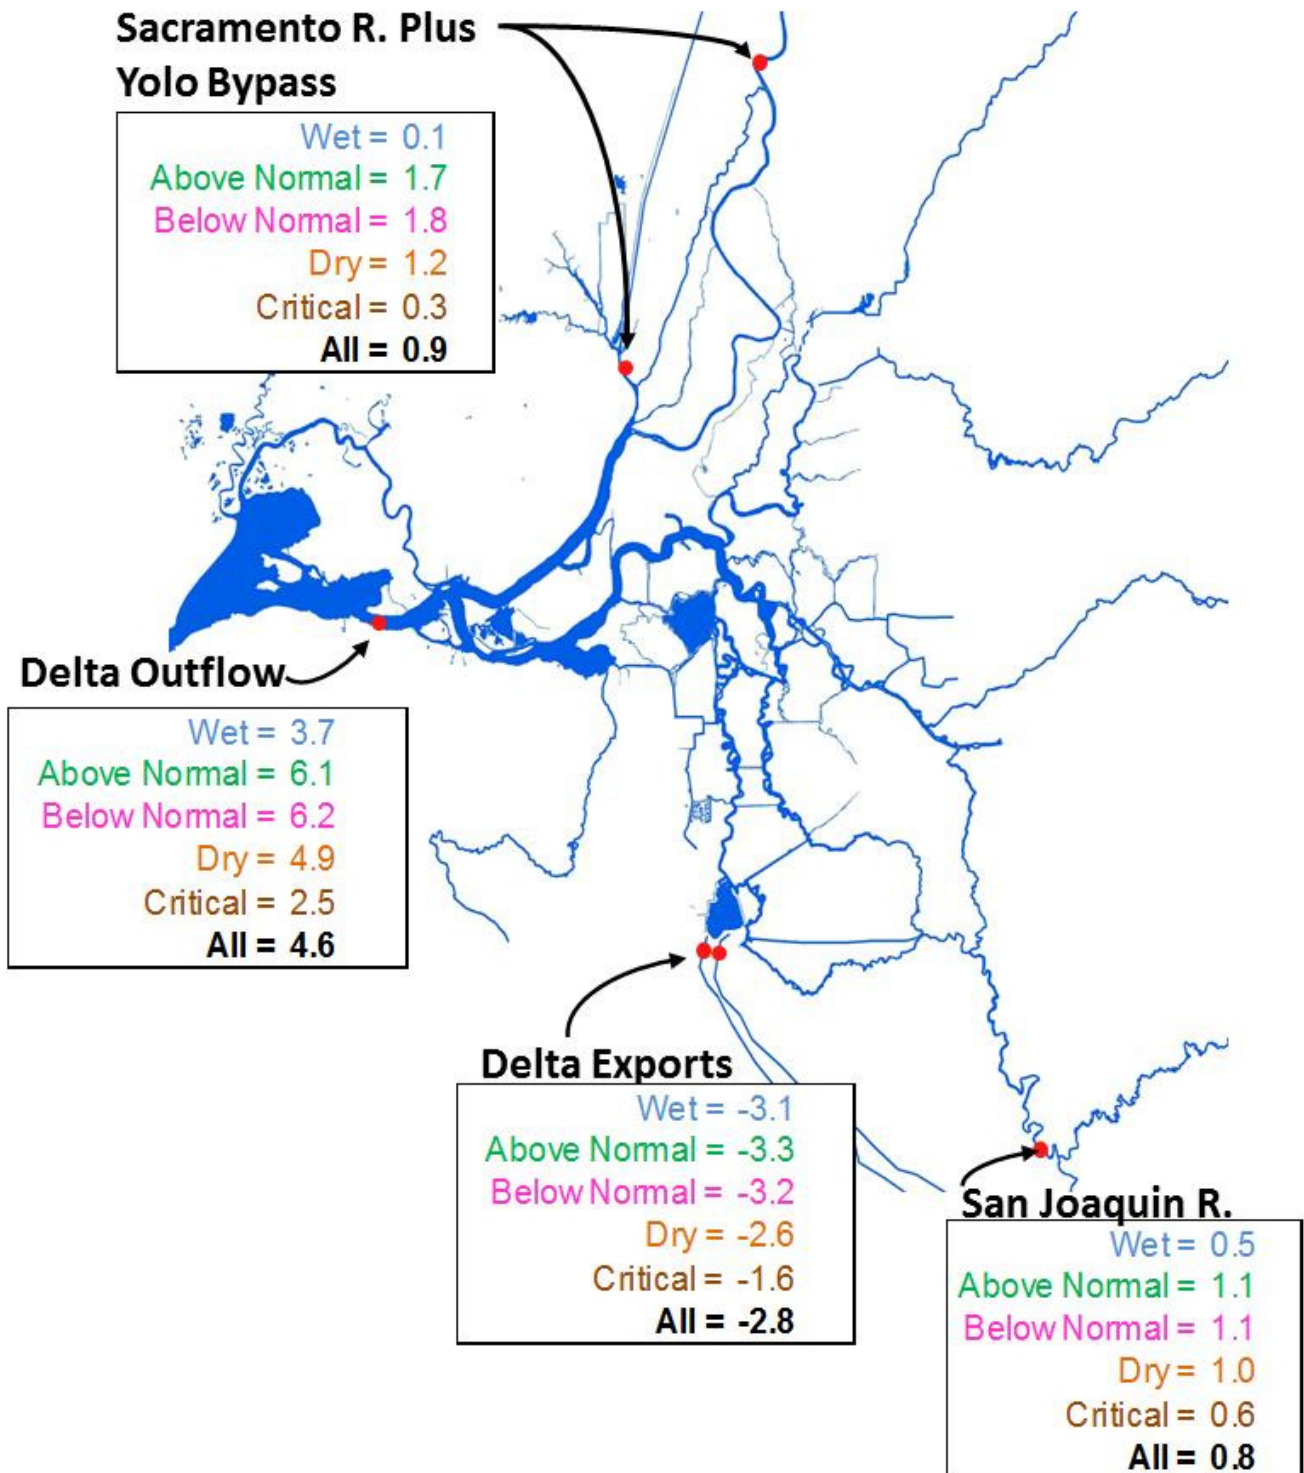 Sacramento R. Plus
Yolo Bypass
Wet = 0.1
Above Normal = 1.7
Below Normal = 1.8
Dry = 1.2
Critical = 0.3
All = 0.9
Delta Outflow
Wet = 3.7
Above Normal = 6.1
Below Normal = 6.2
Dry = 4.9
Critical = 2.5
All = 4.6
Delta Exports
Wet = -3.1
Above Normal = -3.3
Below Normal = -3.2
Dry = -2.6
Critical = -1.6
All = -2.8
San Joaquin R.
Wet = 0.5
Above Normal = 1.1
Below Normal = 1.1
Dry = 1.0
Critical = 0.6
All = 0.8